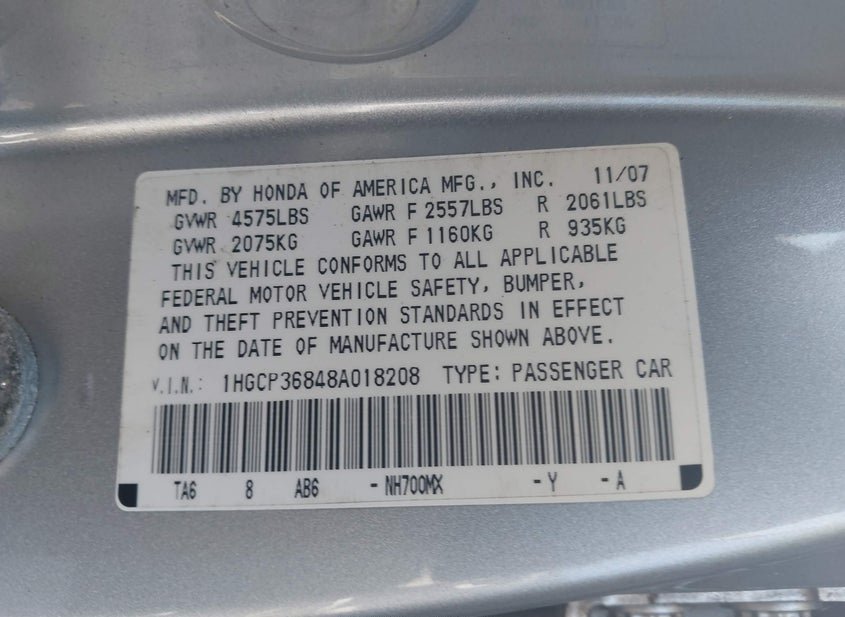 MFD. BY HONDA OF AMERICA MFG., INC. 11/07
GVWR 4575LBS GAWR F 2557LBS R 2061LBS
GVWR 2075KG GAWR F 1160KG R 935KG
THIS VEHICLE CONFORMS TO ALL APPLICABLE
FEDERAL MOTOR VEHICLE SAFETY, BUMPER,
AND THEFT PREVENTION STANDARDS IN EFFECT
ON THE DATE OF MANUFACTURE SHOWN ABOVE.
V.I.N.: 1HGCP36848A018208 TYPE: PASSENGER CAR
TA6 8 AB6 - NH700MX - Y - A